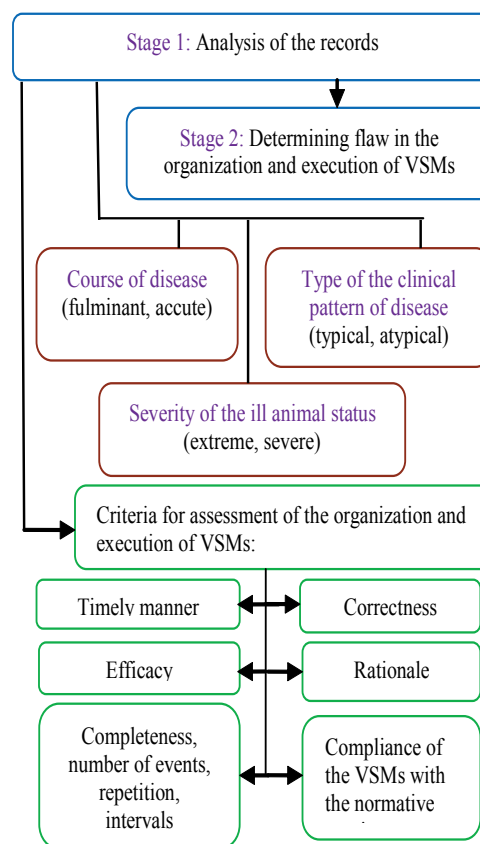 Stage 1: Analysis of the records
Stage 2: Determining flaw in the
organization and execution of VSMs
Course of disease
(fulminant, accute)
Type of the clinical
pattern of disease
(typical, atypical)
Severity of the ill animal status
(extreme, severe)
Criteria for assessment of the organization and
execution of VSMs:
Timely manner
Correctness
Efficacy
Rationale
Completeness,
number of events,
repetition,
intervals
Compliance of
the VSMs with
the normative